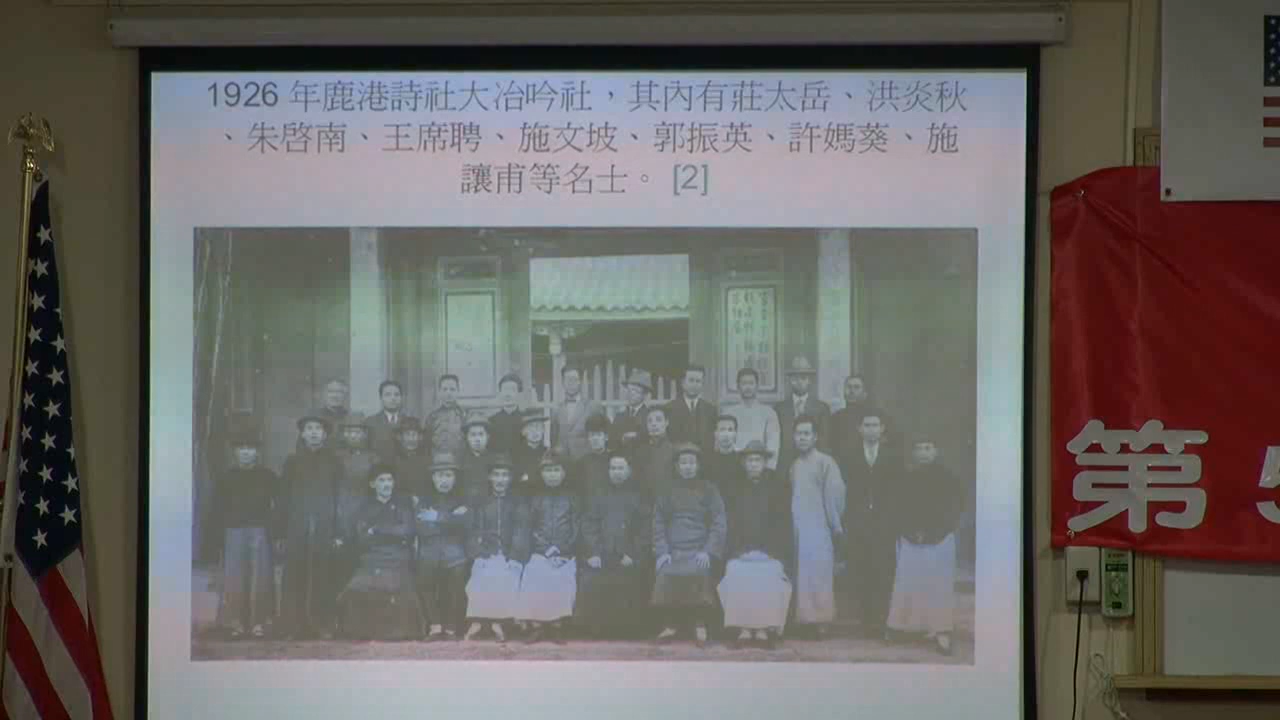 1926 年鹿港詩社大冶吟社，其內有莊太岳、洪炎秋
、朱啓南、王席聘、施文坡、郭振英、許媽葵、施
讓甫等名士。 [2]
第 5